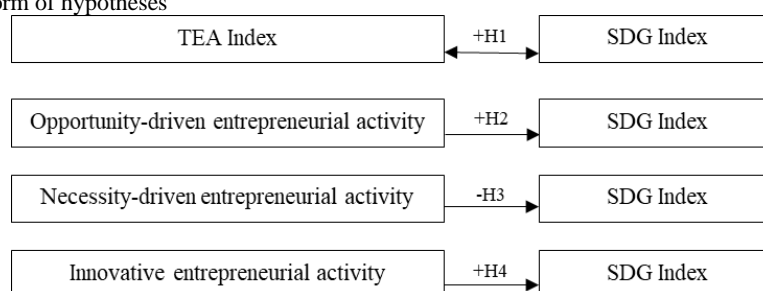 form of hypotheses
TEA Index +H1 SDG Index
Opportunity-driven entrepreneurial activity +H2 SDG Index
Necessity-driven entrepreneurial activity -H3 SDG Index
Innovative entrepreneurial activity +H4 SDG Index